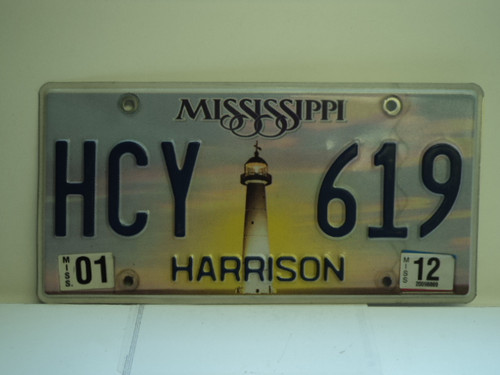 MISSISSIPPI
HCY 619
MISS. 01
HARRISON
MISS 12